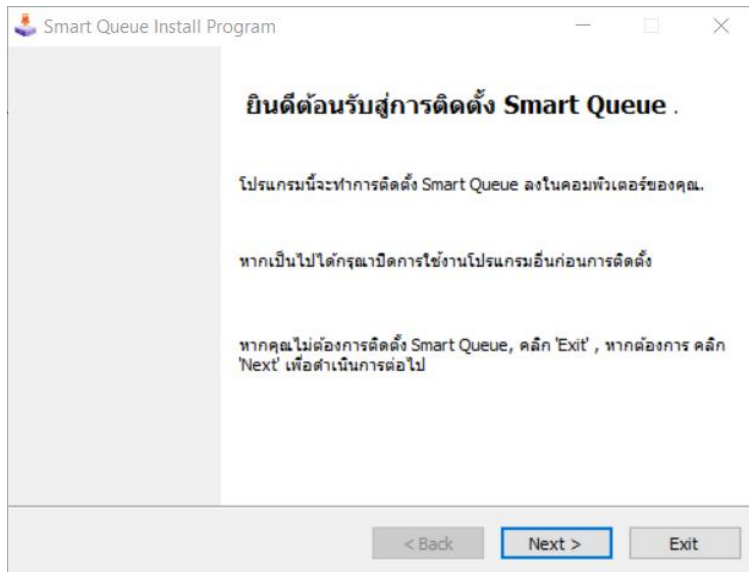 Smart Queue Install Program
ยินดีต้อนรับสู่การติดตั้ง Smart Queue .
โปรแกรมนี้จะทำการติดตั้ง Smart Queue ลงในคอมพิวเตอร์ของคุณ.
หากเป็นไปได้กรุณาปิดการใช้งานโปรแกรมอื่นก่อนการติดตั้ง
หากคุณไม่ต้องการติดตั้ง Smart Queue, คลิก 'Exit' , หากต้องการ คลิก
'Next' เพื่อดำเนินการต่อไป
< Back Next > Exit